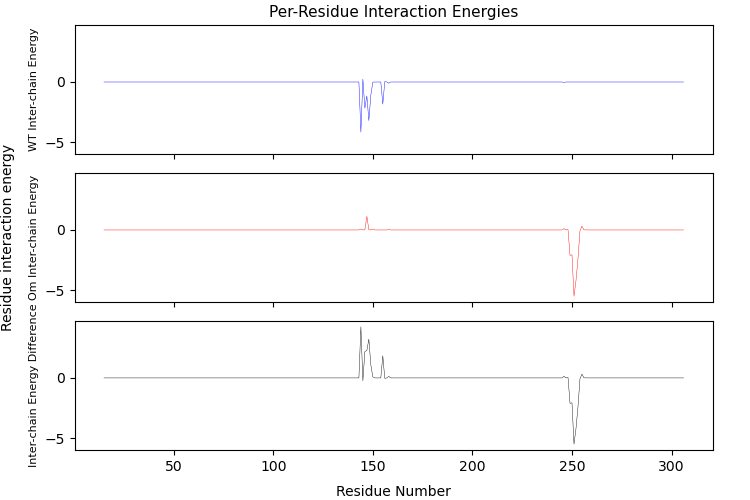 Per-Residue Interaction Energies
Residue interaction energy
WT Inter-chain Energy
0
−5
Om Inter-chain Energy
0
−5
Inter-chain Energy Difference
0
−5
50 100 150 200 250 300
Residue Number